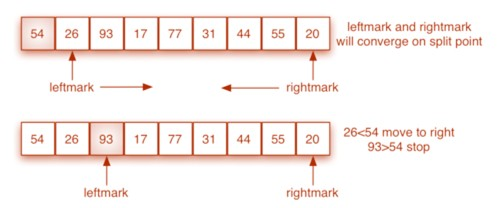 54 26 93 17 77 31 44 55 20
leftmark and rightmark
will converge on split point
leftmark
rightmark
54 26 93 17 77 31 44 55 20
26<54 move to right
93>54 stop
leftmark
rightmark